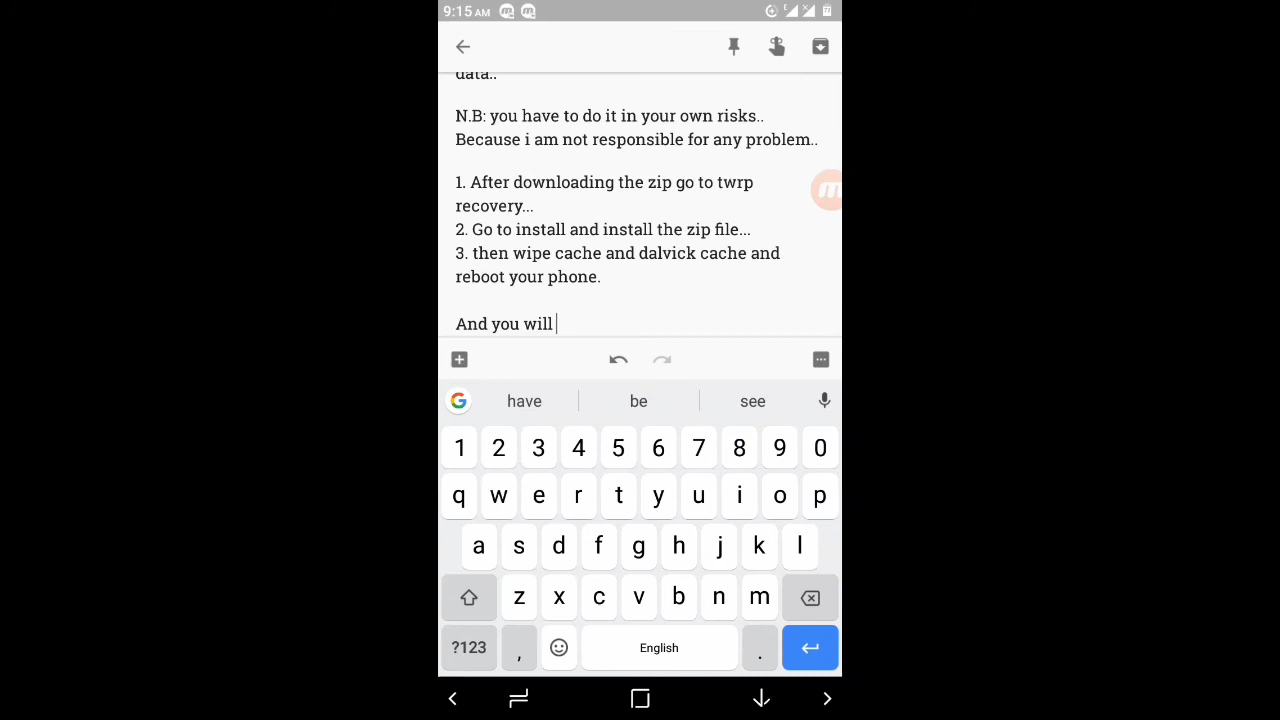 9:15 AM
data..
N.B: you have to do it in your own risks..
Because i am not responsible for any problem..
1. After downloading the zip go to twrp
recovery...
2. Go to install and install the zip file...
3. then wipe cache and dalvick cache and
reboot your phone.
And you will
have be see
1 2 3 4 5 6 7 8 9 0
q w e r t y u i o p
a s d f g h j k l
z x c v b n m
?123 , English .